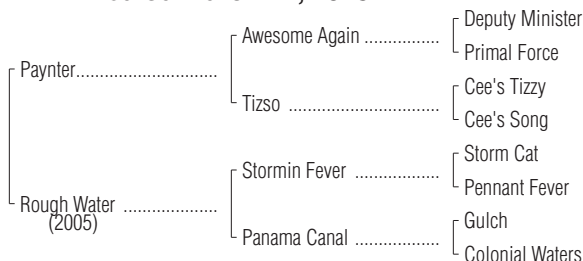 Deputy Minister
Awesome Again ..................
Primal Force
Paynter...................................
Cee's Tizzy
Tizso .....................................
Cee's Song
Storm Cat
Stormin Fever ......................
Pennant Fever
Rough Water .......................
(2005)
Gulch
Panama Canal .....................
Colonial Waters